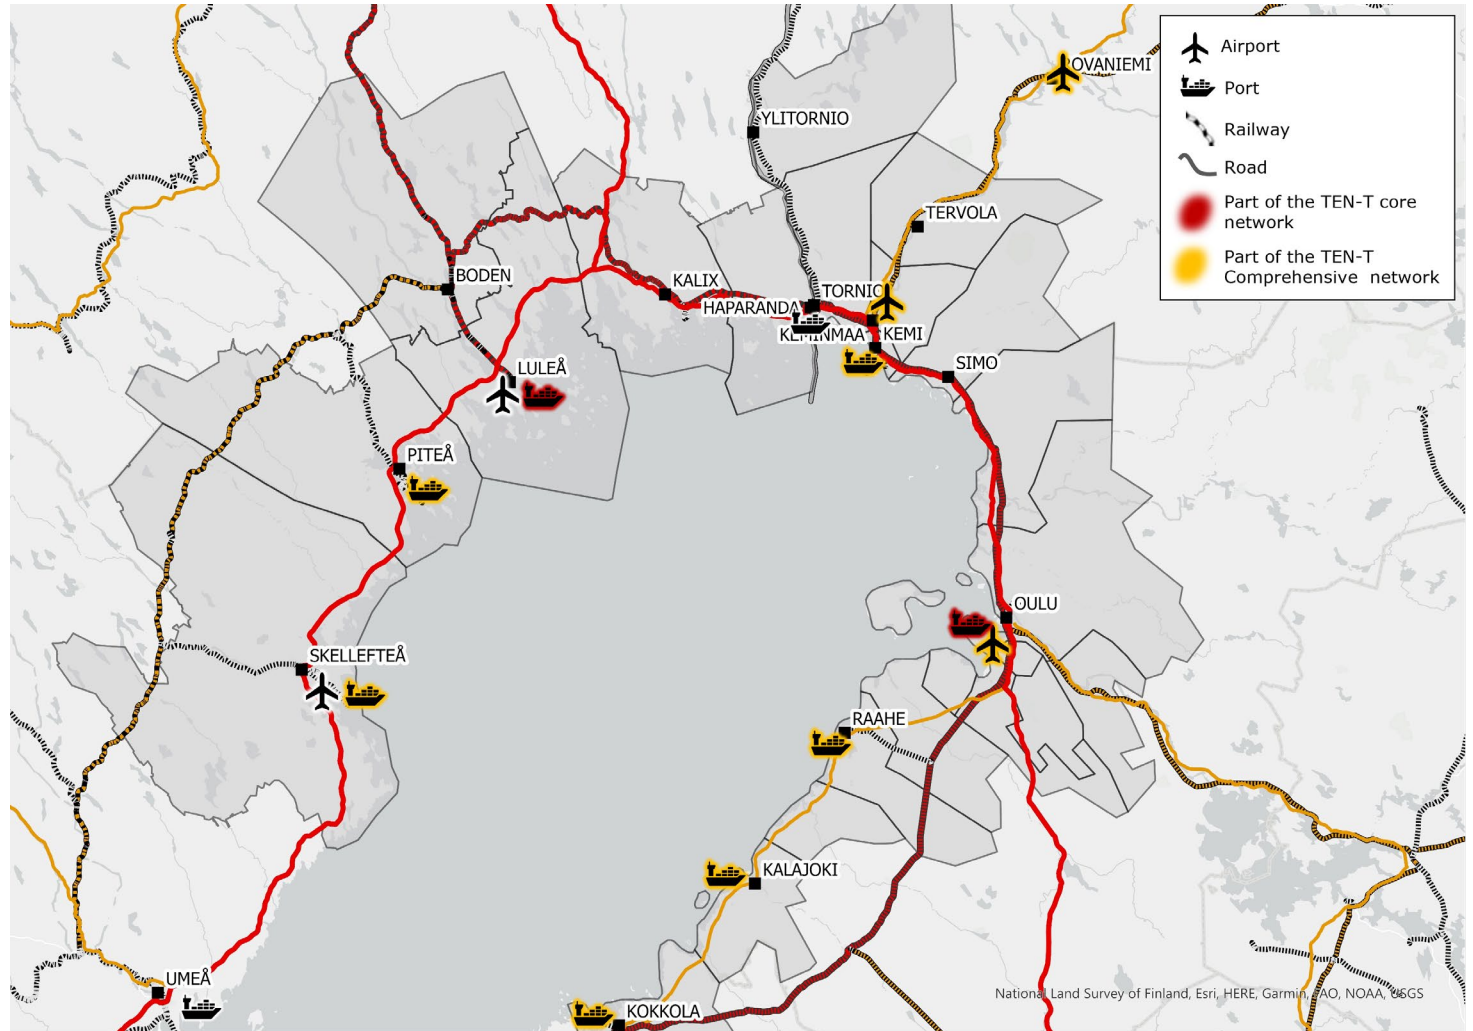 Airport
Port
Railway
Road
Part of the TEN-T core
network
Part of the TEN-T
Comprehensive network
OVANIEMI
YLITORNIO
TERVOLA
BODEN
KALIX
HAPARANDA
TORNIO
KEMINMAA
KEMI
SIMO
LULEÅ
PITEÅ
OULU
SKELLEFTEÅ
RAAHE
KALAJOKI
UMEÅ
KOKKOLA
National Land Survey of Finland, Esri, HERE, Garmin, FAO, NOAA, USGS